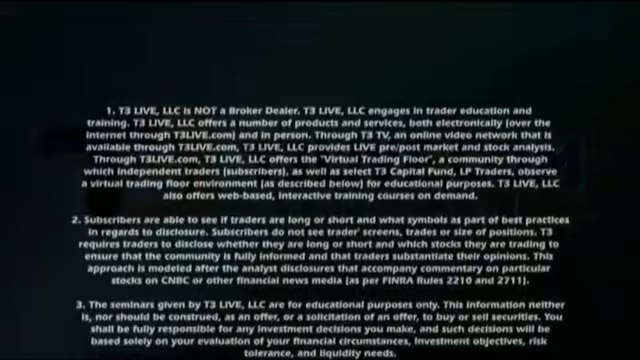 1. T3 LIVE, LLC is NOT a Broker Dealer. T3 LIVE, LLC engages in trader education and
training. T3 LIVE, LLC offers a number of products and services, both electronically (over the
Internet through T3LIVE.com) and in person. Through T3 TV, an online video network that is
available through T3LIVE.com, T3 LIVE, LLC provides LIVE pre/post market and stock analysis.
Through T3LIVE.com, T3 LIVE, LLC offers the "Virtual Trading Floor", a community through
which independent traders (subscribers), as well as select T3 Capital Fund, LP Traders, observe
a virtual trading floor environment (as described below) for educational purposes. T3 LIVE, LLC
also offers web-based, interactive training courses on demand.
2. Subscribers are able to see if traders are long or short and what symbols as part of best practices
in regards to disclosure. Subscribers do not see trader' screens, trades or size of positions. T3
requires traders to disclose whether they are long or short and which stocks they are trading to
ensure that the community is fully informed and that traders substantiate their opinions. This
approach is modeled after the analyst disclosures that accompany commentary on particular
stocks on CNBC or other financial news media (as per FINRA Rules 2210 and 2711).
3. The seminars given by T3 LIVE, LLC are for educational purposes only. This information neither
is, nor should be construed, as an offer, or a solicitation of an offer, to buy or sell securities. You
shall be fully responsible for any investment decisions you make, and such decisions will be
based solely on your evaluation of your financial circumstances, investment objectives, risk
tolerance, and liquidity needs.